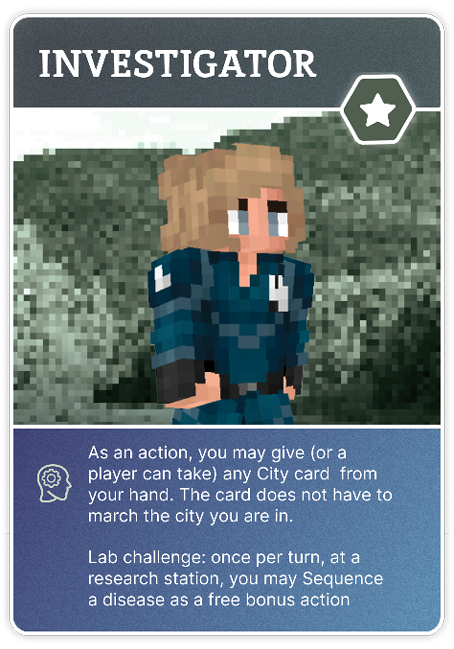 INVESTIGATOR
As an action, you may give (or a
player can take) any City card from
your hand. The card does not have to
march the city you are in.
Lab challenge: once per turn, at a
research station, you may Sequence
a disease as a free bonus action